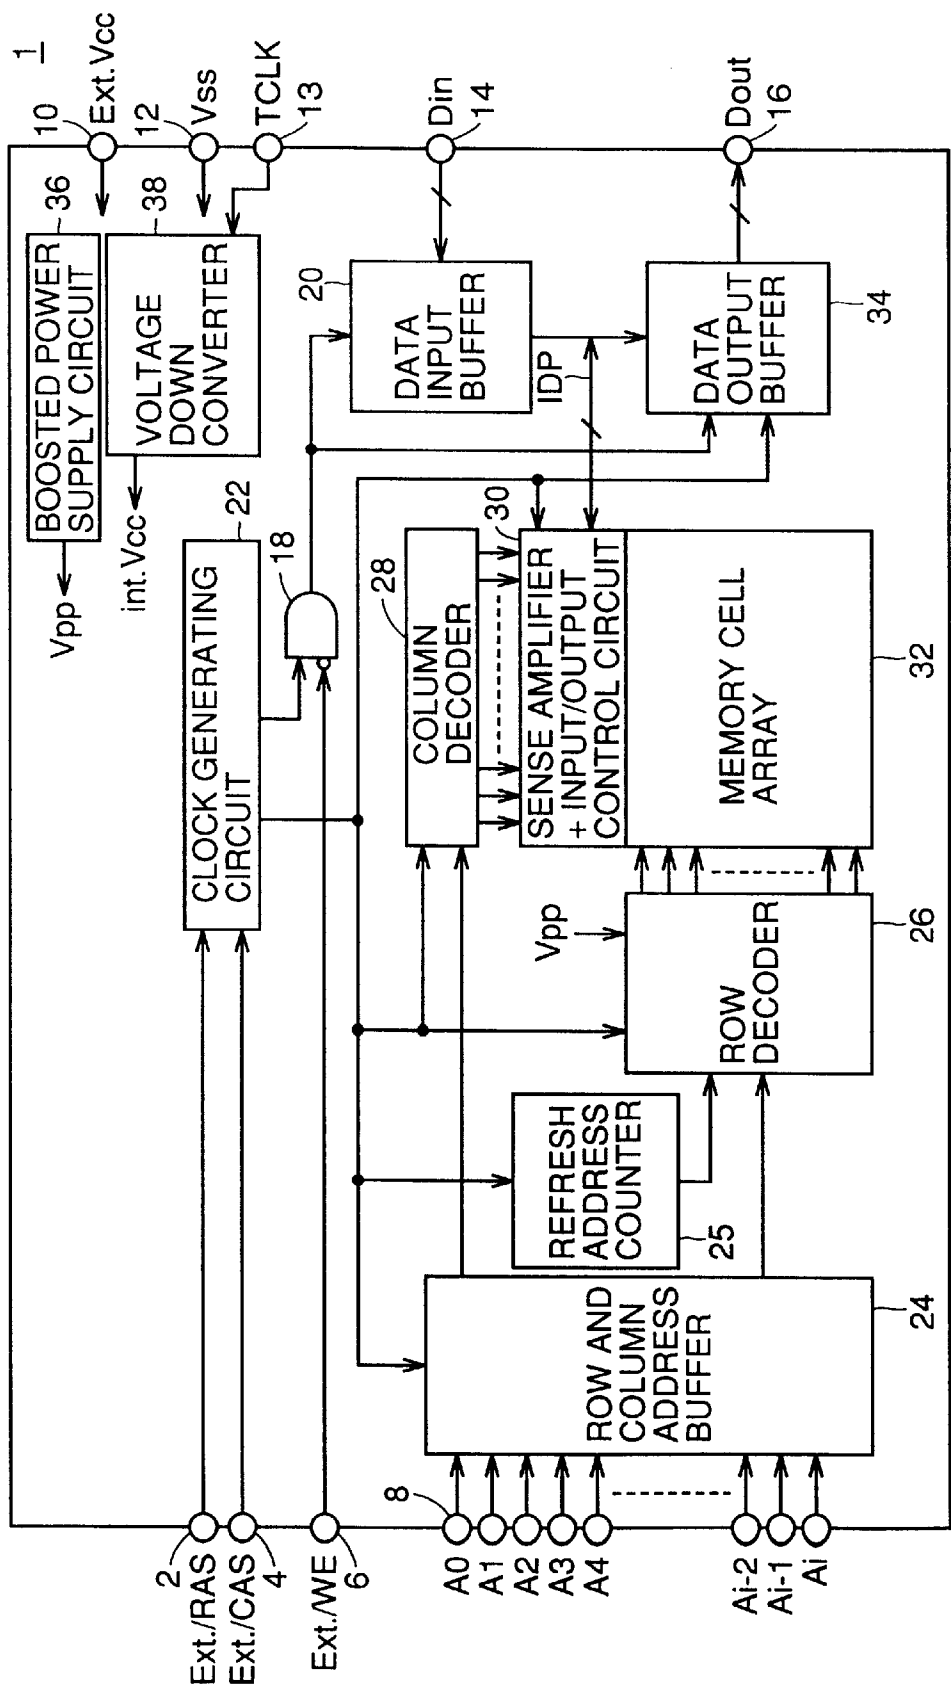 1
10
Ext.Vcc
12
Vss
TCLK
13
Din
14
Dout
16
36
BOOSTED POWER
SUPPLY CIRCUIT
Vpp
38
VOLTAGE
DOWN
CONVERTER
int.Vcc
22
CLOCK GENERATING
CIRCUIT
18
20
DATA
INPUT
BUFFER
IDP
DATA
OUTPUT
BUFFER
34
28
COLUMN
DECODER
30
SENSE AMPLIFIER
+ INPUT/OUTPUT
CONTROL CIRCUIT
MEMORY CELL
ARRAY
32
Vpp
ROW
DECODER
26
REFRESH
ADDRESS
COUNTER
25
ROW AND
COLUMN
ADDRESS
BUFFER
24
2
Ext./RAS
Ext./CAS
4
Ext./WE
6
8
A0
A1
A2
A3
A4
Ai-2
Ai-1
Ai